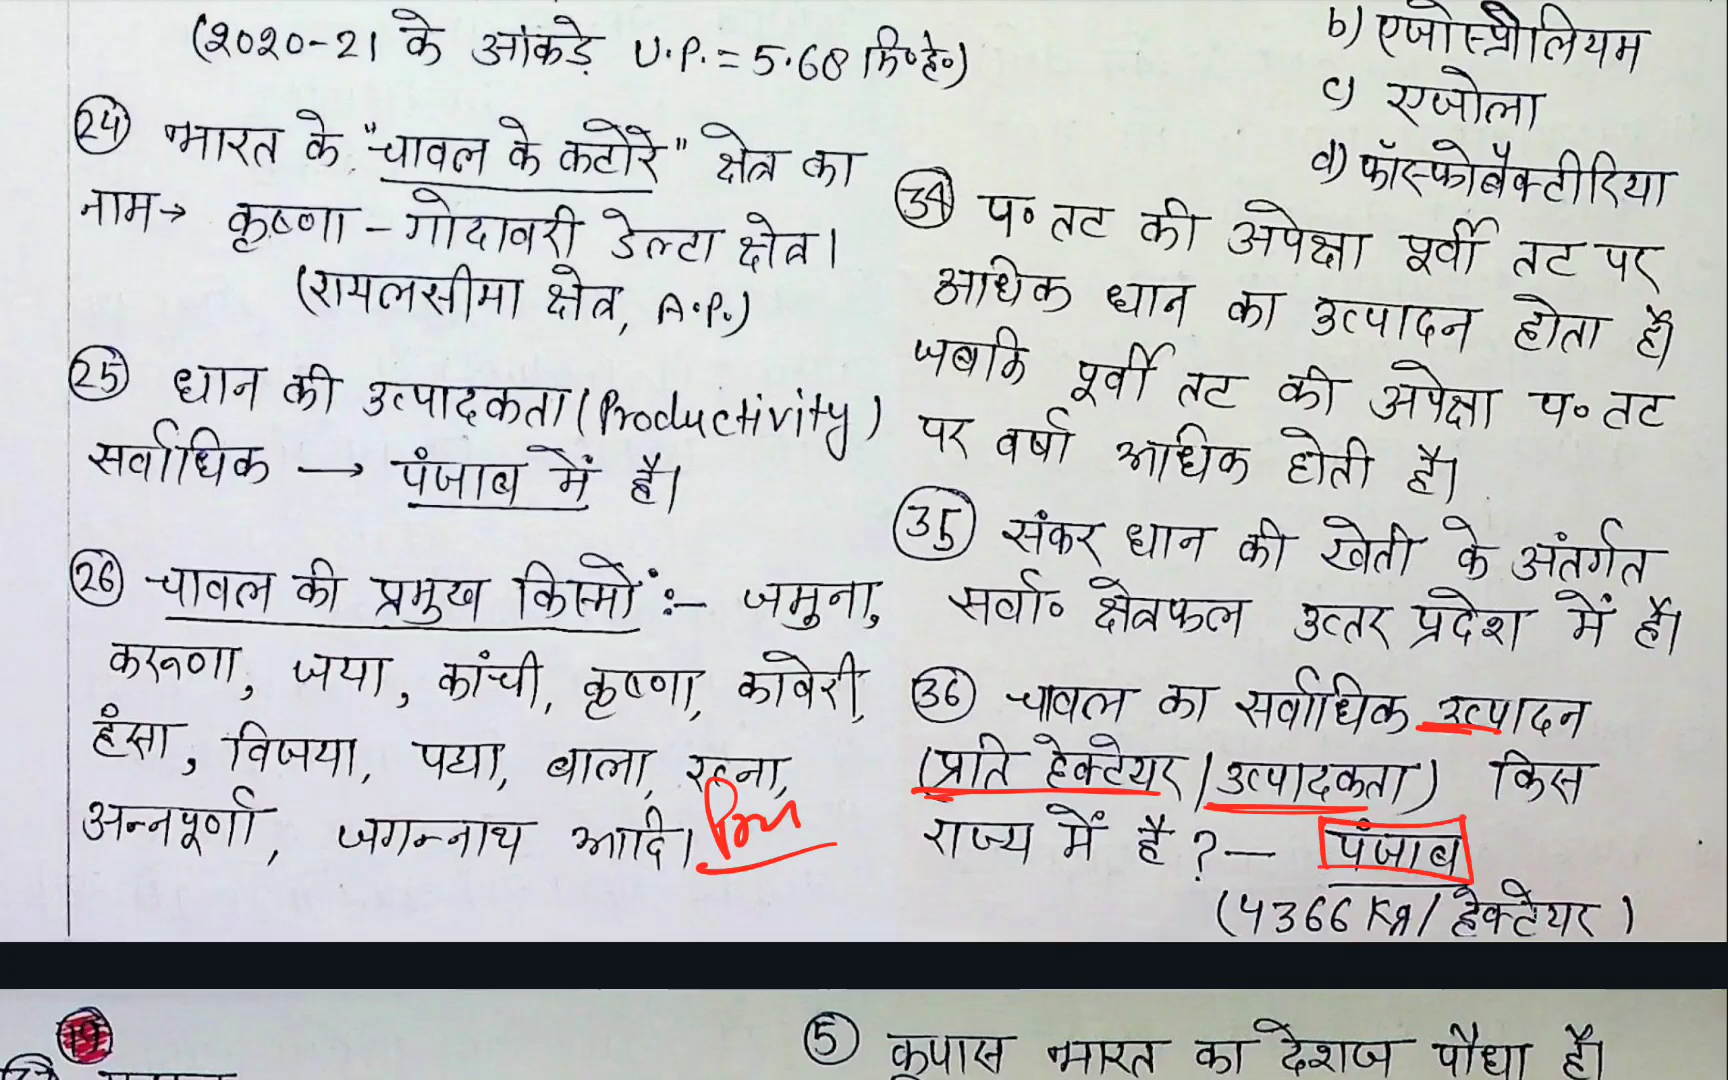 (2020-21 के आंकड़े U.P. = 5.68 मि०हे०)
24) भारत के "चावल के कटोरे" क्षेत्र का
नाम→ कृष्णा - गोदावरी डेल्टा क्षेत्र।
(रायलसीमा क्षेत्र, A.P.)
25) धान की उत्पादकता (Productivity)
सर्वाधिक → पंजाब में है।
26) चावल की प्रमुख किस्में :- जमुना,
करूणा, जया, कांची, कृष्णा, कावेरी,
हंसा, विजया, पद्मा, बाला, रत्ना,
अन्नपूर्णा, जगन्नाथ आदि।
b) एजोस्प्रीलियम
c) एजोला
d) फॉस्फोबैक्टीरिया
34) प० तट की अपेक्षा पूर्वी तट पर
अधिक धान का उत्पादन होता है।
जबकि पूर्वी तट की अपेक्षा प० तट
पर वर्षा अधिक होती है।
35) संकर धान की खेती के अंतर्गत
सर्वा० क्षेत्रफल उत्तर प्रदेश में है।
36) चावल का सर्वाधिक उत्पादन
(प्रति हेक्टेयर / उत्पादकता) किस
राज्य में है ? — पंजाब
(4366 Kg / हेक्टेयर)
19
5) कपास भारत का देशज पौधा है।